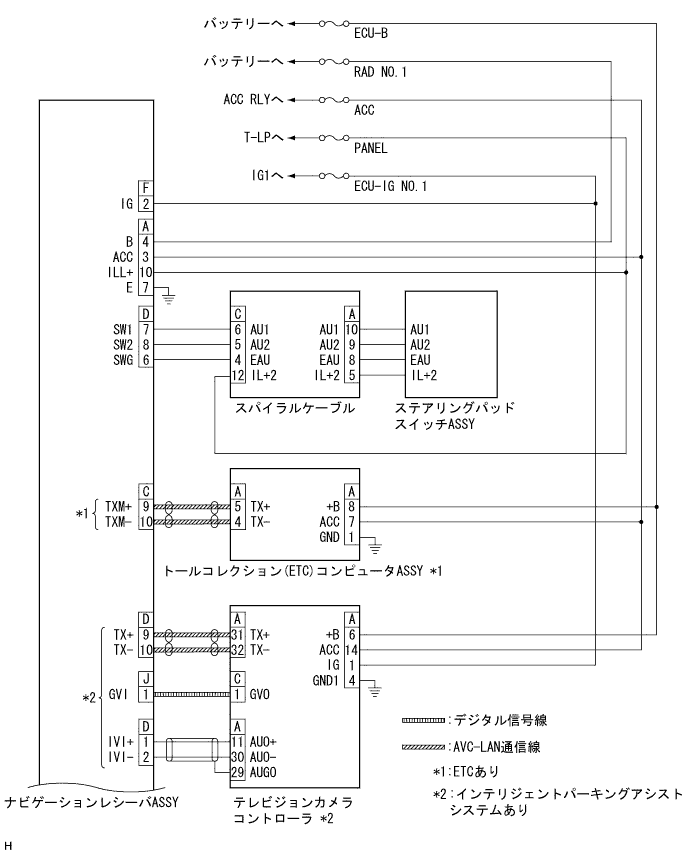 バッテリーへ
ECU-B
バッテリーへ
RAD NO.1
ACC RLYへ
ACC
T-LPへ
PANEL
IG1へ
ECU-IG NO.1
F
IG 2
A
B 4
ACC 3
ILL+ 10
E 7
D
SW1 7
SW2 8
SWG 6
C A
6 AU1 AU1 10 AU1
5 AU2 AU2 9 AU2
4 EAU EAU 8 EAU
12 IL+2 IL+2 5 IL+2
スパイラルケーブル
ステアリングパッド
スイッチASSY
C
*1 TXM+ 9
TXM- 10
A A
5 TX+ +B 8
4 TX- ACC 7
GND 1
トールコレクション(ETC)コンピュータASSY *1
D
TX+ 9
TX- 10
J
*2 GVI 1
D
IVI+ 1
IVI- 2
A A
31 TX+ +B 6
32 TX- ACC 14
IG 1
C GND1 4
1 GVO
A
11 AUO+
30 AUO-
29 AUGO
ナビゲーションレシーバASSY
テレビジョンカメラ
コントローラ *2
:デジタル信号線
:AVC-LAN通信線
*1:ETCあり
*2:インテリジェントパーキングアシスト
システムあり
H